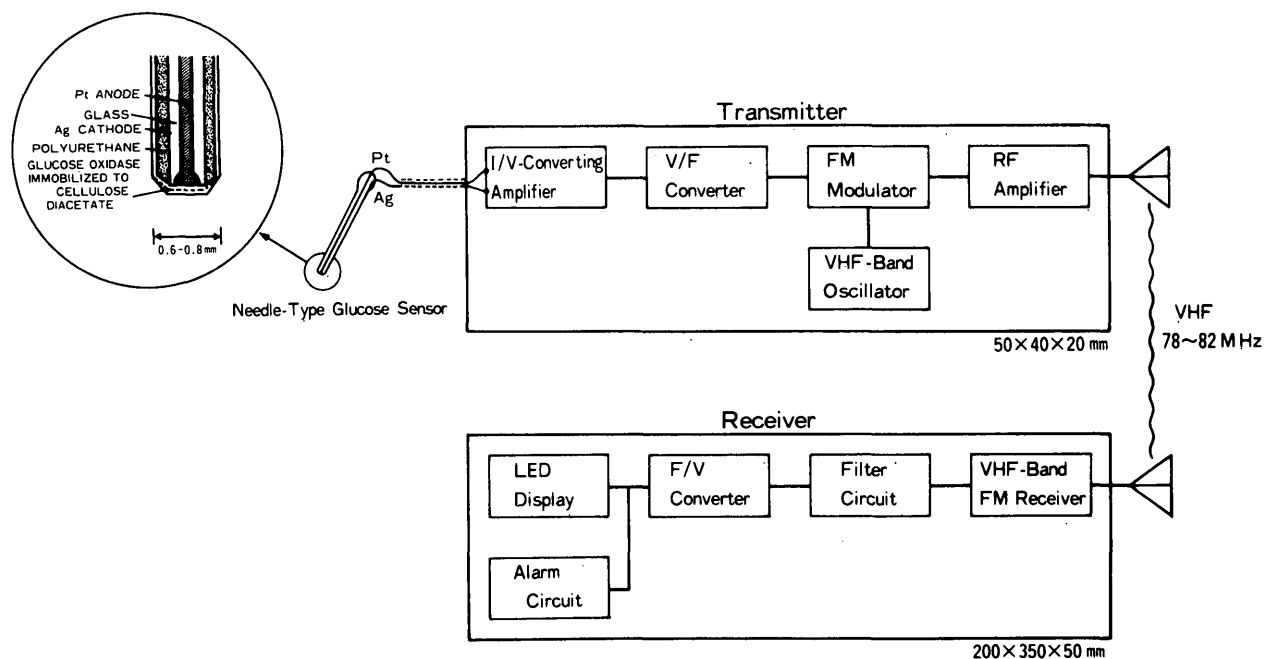 Pt ANODE
GLASS
Ag CATHODE
POLYURETHANE
GLUCOSE OXIDASE
IMMOBILIZED TO
CELLULOSE
DIACETATE
0.6-0.8mm
Pt
Ag
Needle-Type Glucose Sensor
Transmitter
I/V-Converting
Amplifier
V/F
Converter
FM
Modulator
RF
Amplifier
VHF-Band
Oscillator
50×40×20 mm
VHF
78~82 MHz
Receiver
LED
Display
F/V
Converter
Filter
Circuit
VHF-Band
FM Receiver
Alarm
Circuit
200×350×50 mm